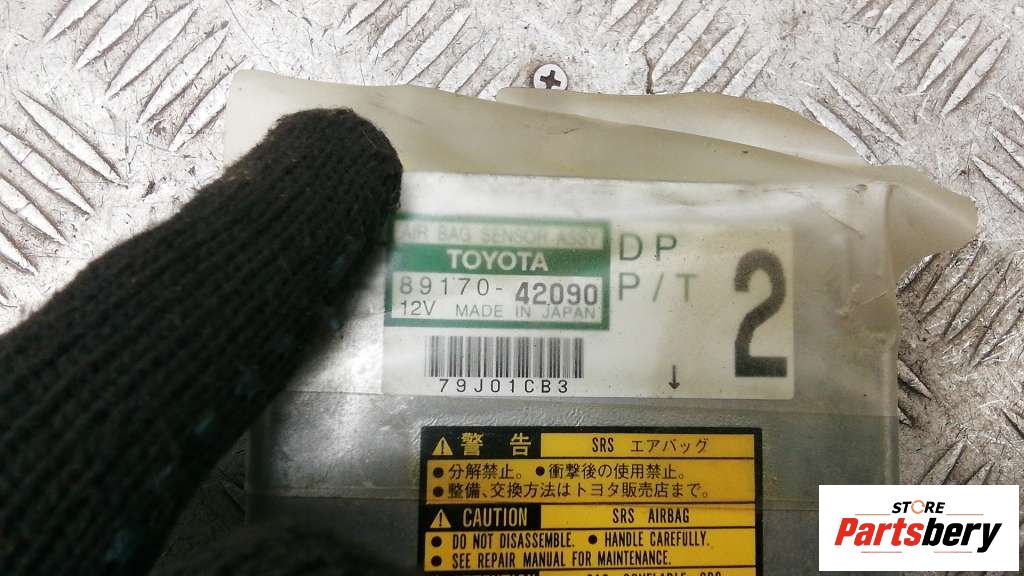 AIR BAG SENSOR ASSY
TOYOTA
89170-42090
12V MADE IN JAPAN
DP
P/T
2
79J01CB3
↓
警告 SRS エアバッグ
●分解禁止。 ●衝撃後の使用禁止。
●整備、交換方法はトヨタ販売店まで。
CAUTION SRS AIRBAG
● DO NOT DISASSEMBLE. ● HANDLE CAREFULLY.
● SEE REPAIR MANUAL FOR MAINTENANCE.
STORE
Partsbery